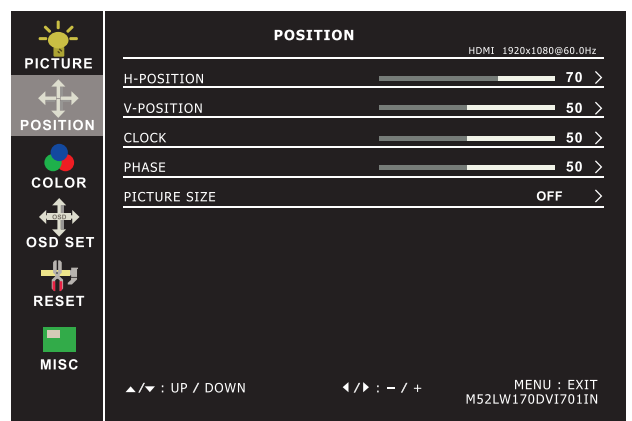 PICTURE
POSITION
COLOR
OSD
OSD SET
RESET
MISC
POSITION
HDMI 1920x1080@60.0Hz
H-POSITION 70
V-POSITION 50
CLOCK 50
PHASE 50
PICTURE SIZE OFF
▲/▼ : UP / DOWN ◀/▶ : – / + MENU : EXIT
M52LW170DVI701IN